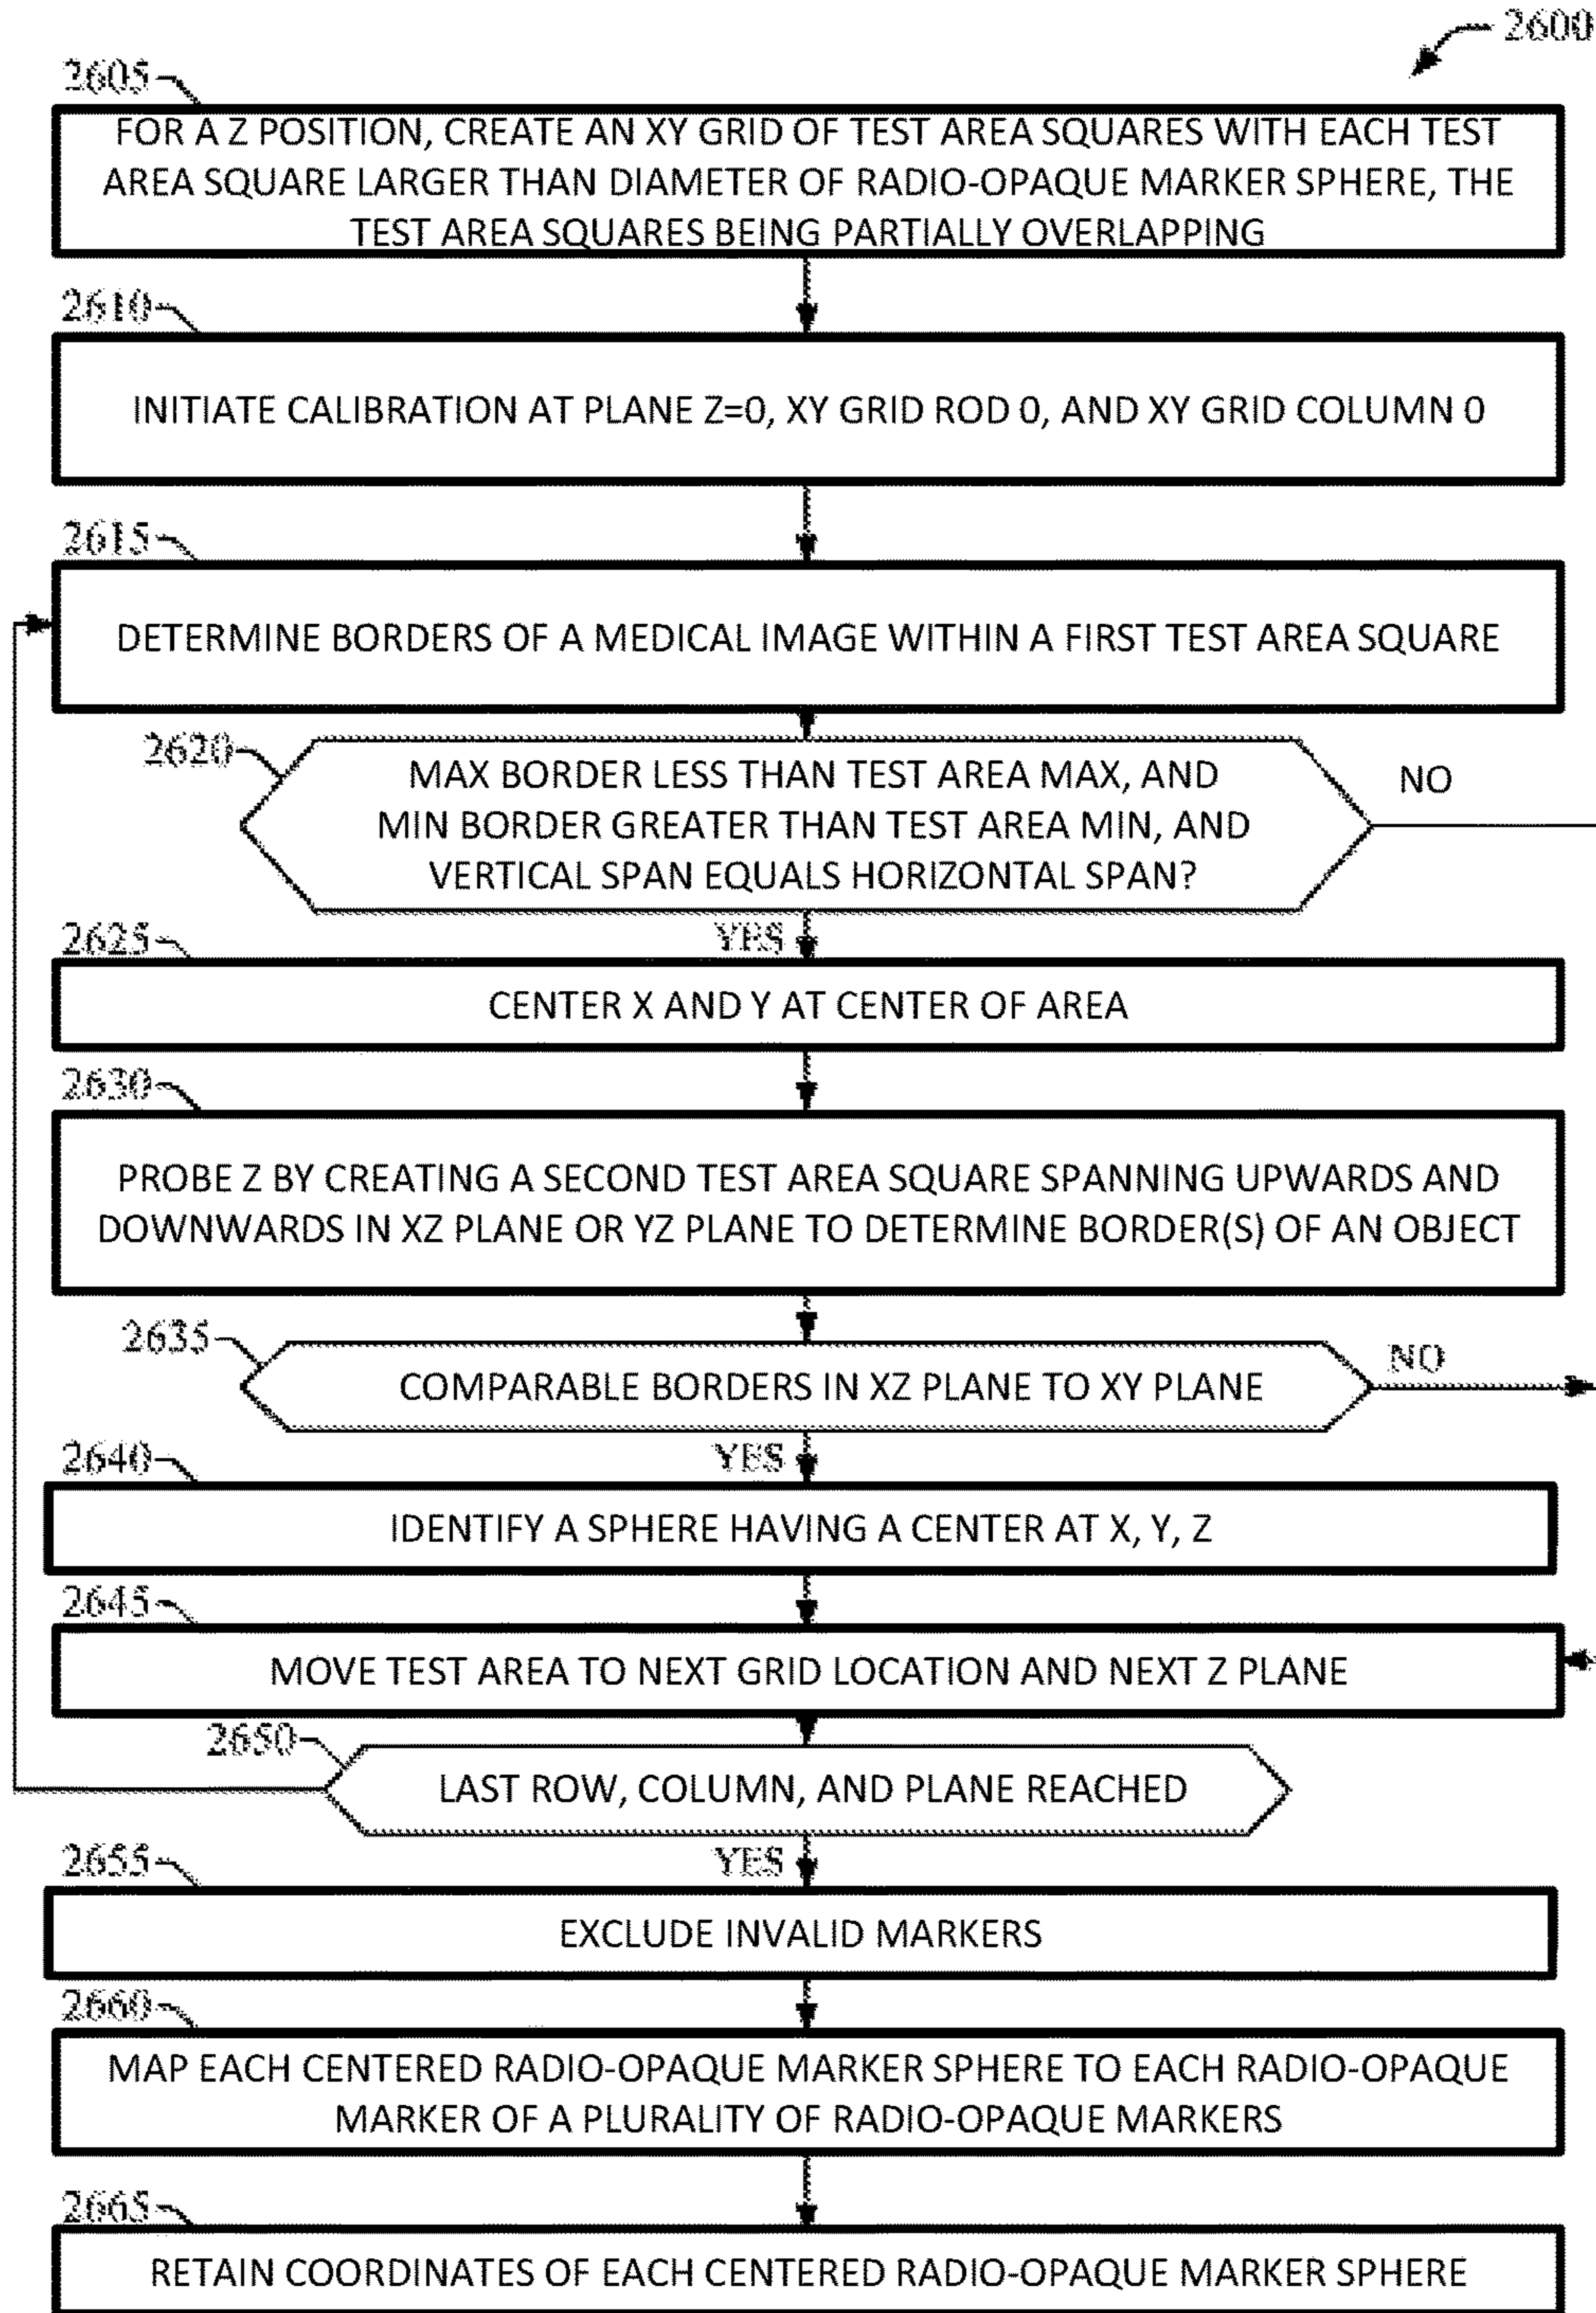 2600
2605
FOR A Z POSITION, CREATE AN XY GRID OF TEST AREA SQUARES WITH EACH TEST
AREA SQUARE LARGER THAN DIAMETER OF RADIO-OPAQUE MARKER SPHERE, THE
TEST AREA SQUARES BEING PARTIALLY OVERLAPPING
2610
INITIATE CALIBRATION AT PLANE Z=0, XY GRID ROD 0, AND XY GRID COLUMN 0
2615
DETERMINE BORDERS OF A MEDICAL IMAGE WITHIN A FIRST TEST AREA SQUARE
2620
MAX BORDER LESS THAN TEST AREA MAX, AND
MIN BORDER GREATER THAN TEST AREA MIN, AND
VERTICAL SPAN EQUALS HORIZONTAL SPAN?
NO
YES
2625
CENTER X AND Y AT CENTER OF AREA
2630
PROBE Z BY CREATING A SECOND TEST AREA SQUARE SPANNING UPWARDS AND
DOWNWARDS IN XZ PLANE OR YZ PLANE TO DETERMINE BORDER(S) OF AN OBJECT
2635
COMPARABLE BORDERS IN XZ PLANE TO XY PLANE
NO
YES
2640
IDENTIFY A SPHERE HAVING A CENTER AT X, Y, Z
2645
MOVE TEST AREA TO NEXT GRID LOCATION AND NEXT Z PLANE
2650
LAST ROW, COLUMN, AND PLANE REACHED
YES
2655
EXCLUDE INVALID MARKERS
2660
MAP EACH CENTERED RADIO-OPAQUE MARKER SPHERE TO EACH RADIO-OPAQUE
MARKER OF A PLURALITY OF RADIO-OPAQUE MARKERS
2665
RETAIN COORDINATES OF EACH CENTERED RADIO-OPAQUE MARKER SPHERE